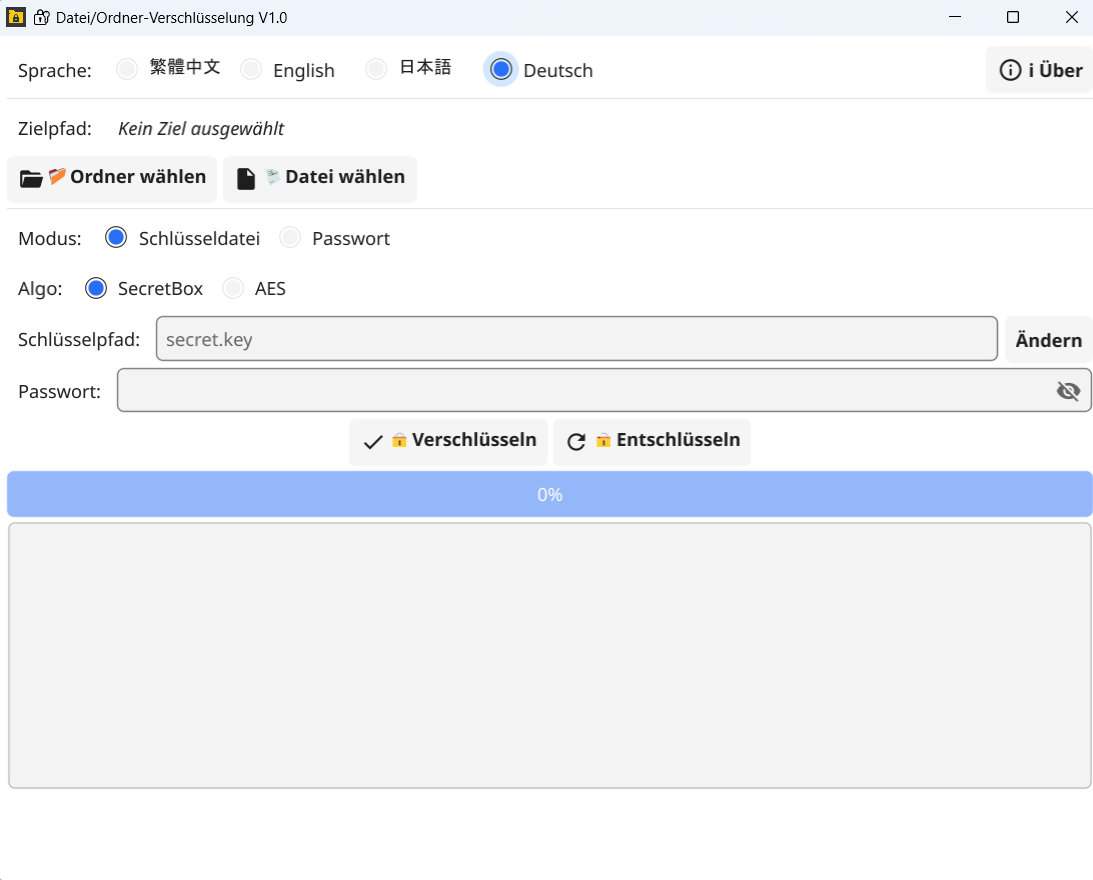 Datei/Ordner-Verschlüsselung V1.0
Sprache: 繁體中文 English 日本語 Deutsch i Über
Zielpfad: Kein Ziel ausgewählt
Ordner wählen Datei wählen
Modus: Schlüsseldatei Passwort
Algo: SecretBox AES
Schlüsselpfad: secret.key Ändern
Passwort:
Verschlüsseln Entschlüsseln
0%